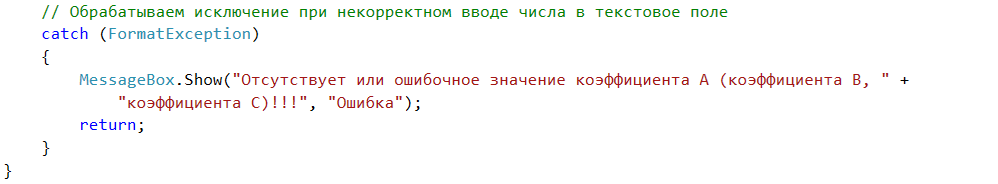 // Обрабатываем исключение при некорректном вводе числа в текстовое поле
catch (FormatException)
{
MessageBox.Show("Отсутствует или ошибочное значение коэффициента A (коэффициента B, " +
"коэффициента C)!!!", "Ошибка");
return;
}
}